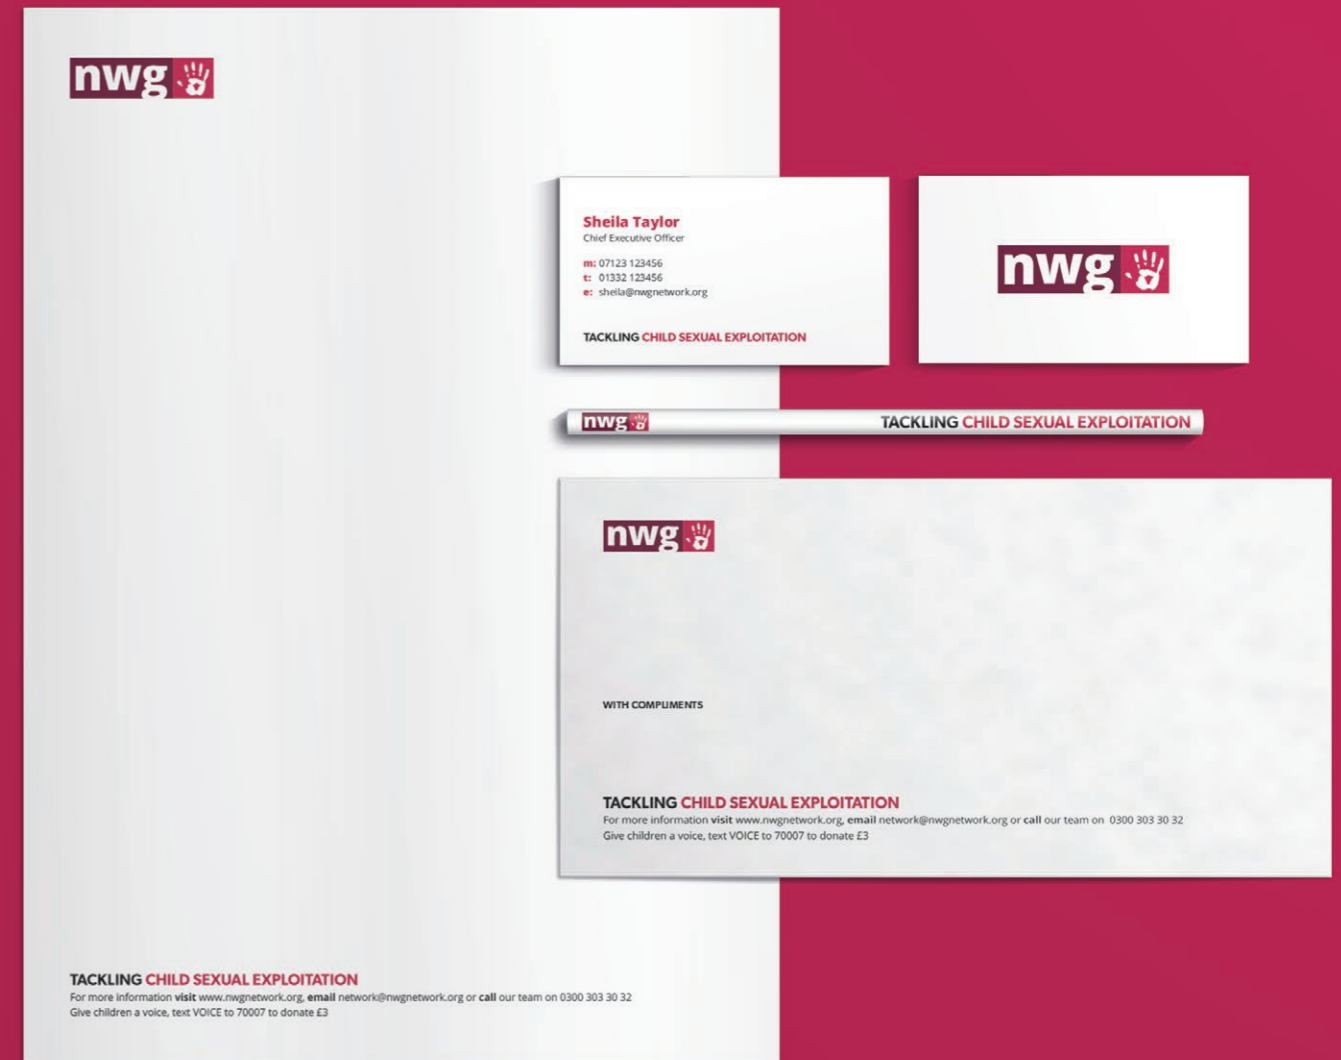 nwg
Sheila Taylor
Chief Executive Officer
m: 07123 123456
t: 01332 123456
e: sheila@nwgnetwork.org
TACKLING CHILD SEXUAL EXPLOITATION
nwg
nwg
TACKLING CHILD SEXUAL EXPLOITATION
nwg
WITH COMPLIMENTS
TACKLING CHILD SEXUAL EXPLOITATION
For more information visit www.nwgnetwork.org, email network@nwgnetwork.org or call our team on 0300 303 30 32
Give children a voice, text VOICE to 70007 to donate £3
TACKLING CHILD SEXUAL EXPLOITATION
For more information visit www.nwgnetwork.org, email network@nwgnetwork.org or call our team on 0300 303 30 32
Give children a voice, text VOICE to 70007 to donate £3